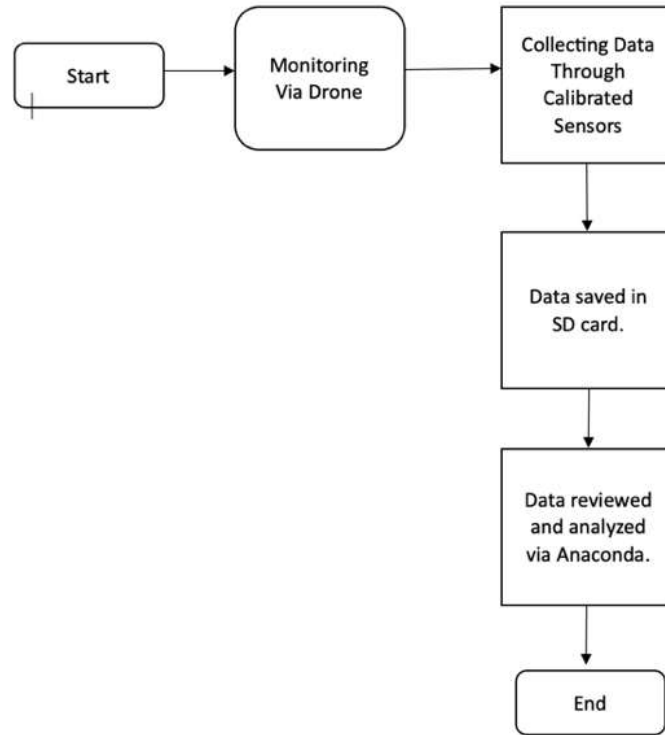 Start
Monitoring
Via Drone
Collecting Data
Through
Calibrated
Sensors
Data saved in
SD card.
Data reviewed
and analyzed
via Anaconda.
End